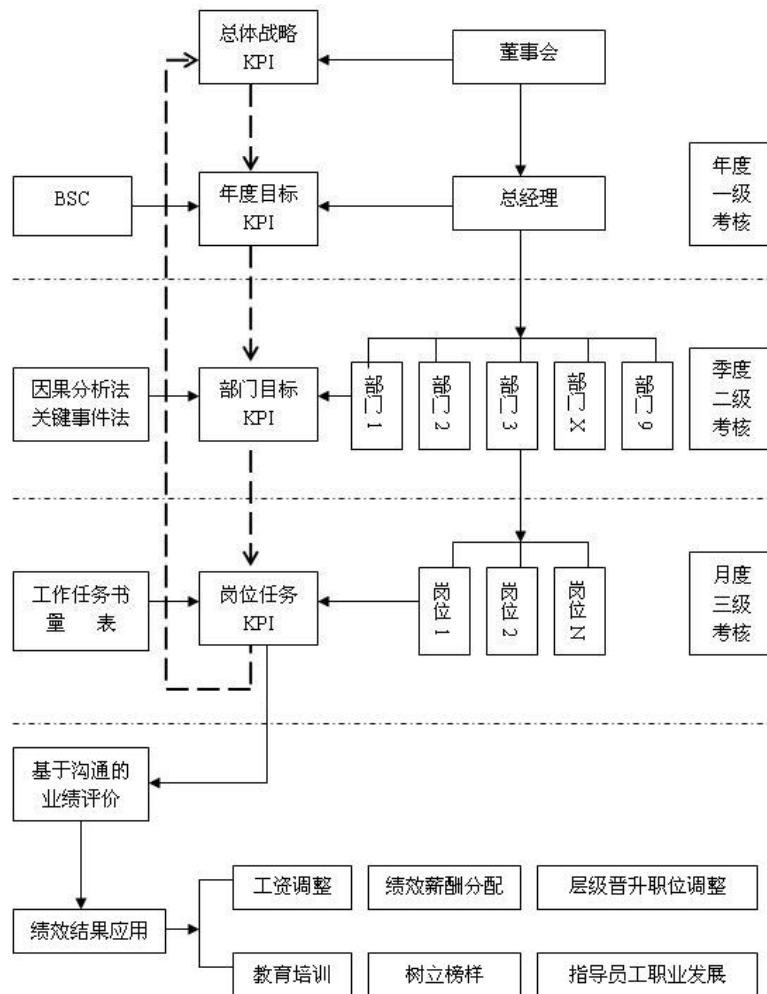 总体战略
KPI
董事会
BSC
年度目标
KPI
总经理
年度
一级
考核
因果分析法
关键事件法
部门目标
KPI
部门1
部门2
部门3
部门X
部门9
季度
二级
考核
工作任务书
量 表
岗位任务
KPI
岗位1
岗位2
岗位N
月度
三级
考核
基于沟通的
业绩评价
绩效结果应用
工资调整
绩效薪酬分配
层级晋升职位调整
教育培训
树立榜样
指导员工职业发展